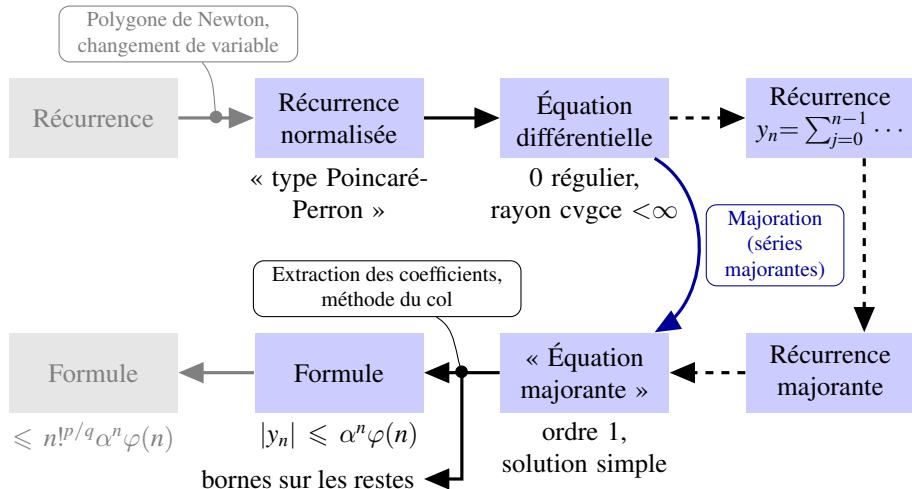 Polygone de Newton,
changement de variable
Récurrence
Récurrence
normalisée
« type Poincaré-
Perron »
Équation
différentielle
0 régulier,
rayon cvgce <∞
Récurrence
y_n = ∑_{j=0}^{n−1} ⋯
Majoration
(séries
majorantes)
Extraction des coefficients,
méthode du col
Formule
⩽ n!^{p/q} α^n φ(n)
Formule
|y_n| ⩽ α^n φ(n)
bornes sur les restes
« Équation
majorante »
ordre 1,
solution simple
Récurrence
majorante